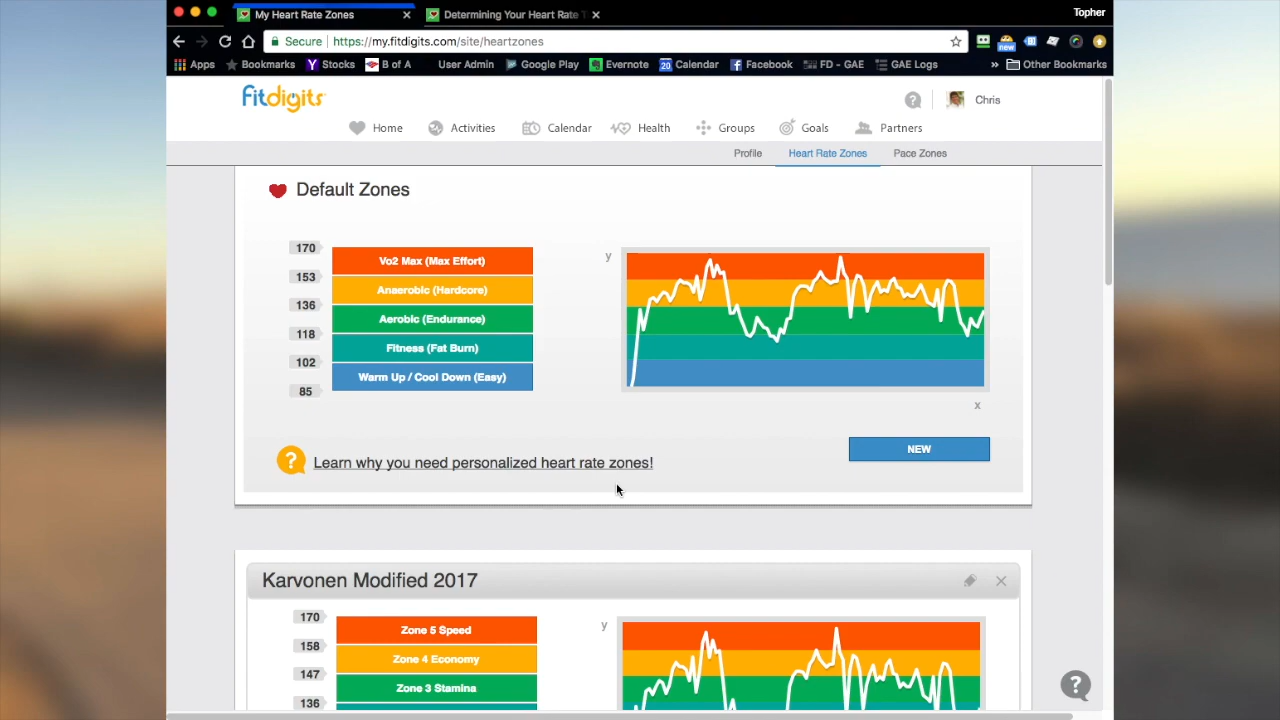 My Heart Rate Zones
Determining Your Heart Rate
Topher
Secure https://my.fitdigits.com/site/heartzones
new
Apps Bookmarks Stocks B of A User Admin Google Play Evernote 20 Calendar Facebook FD - GAE GAE Logs » Other Bookmarks
fitdigits
? Chris
Home Activities Calendar Health Groups Goals Partners
Profile Heart Rate Zones Pace Zones
Default Zones
170
Vo2 Max (Max Effort)
153
Anaerobic (Hardcore)
136
Aerobic (Endurance)
118
Fitness (Fat Burn)
102
Warm Up / Cool Down (Easy)
85
y
x
? Learn why you need personalized heart rate zones!
NEW
Karvonen Modified 2017
170
Zone 5 Speed
158
Zone 4 Economy
147
Zone 3 Stamina
136
y
?